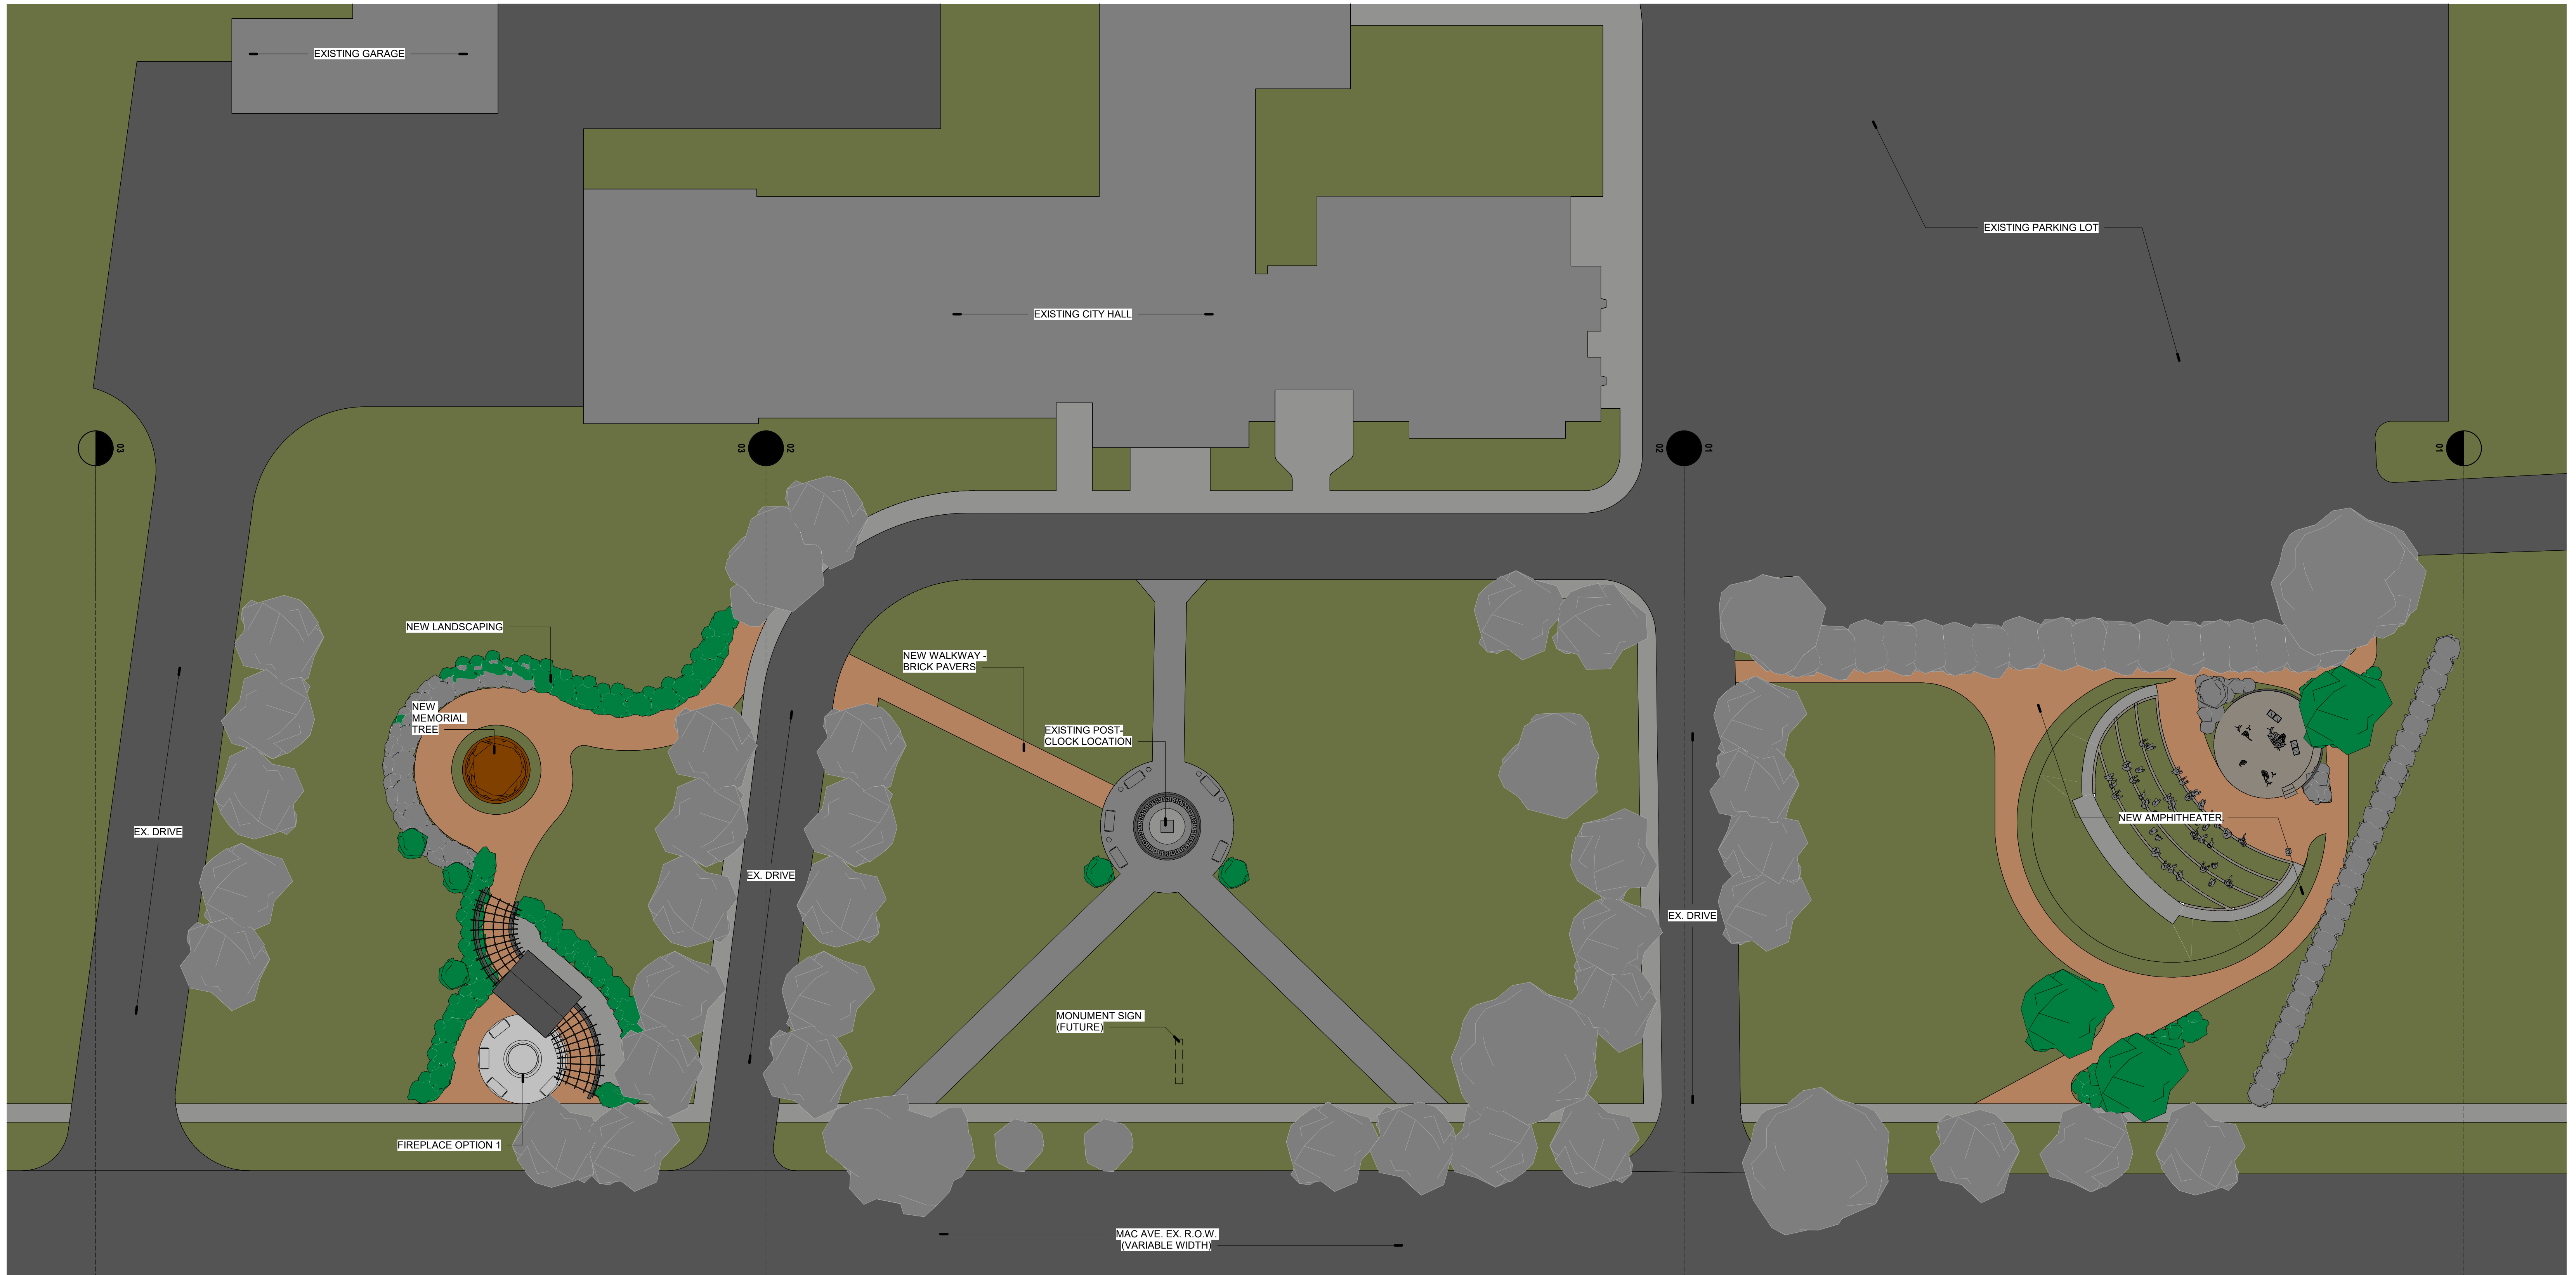 EXISTING GARAGE
EXISTING PARKING LOT
EXISTING CITY HALL
03
03
02
02
01
01
NEW LANDSCAPING
NEW WALKWAY -
BRICK PAVERS
NEW
MEMORIAL
TREE
EXISTING POST-
CLOCK LOCATION
NEW AMPHITHEATER
EX. DRIVE
EX. DRIVE
EX. DRIVE
MONUMENT SIGN
(FUTURE)
FIREPLACE OPTION 1
MAC AVE. EX. R.O.W.
(VARIABLE WIDTH)